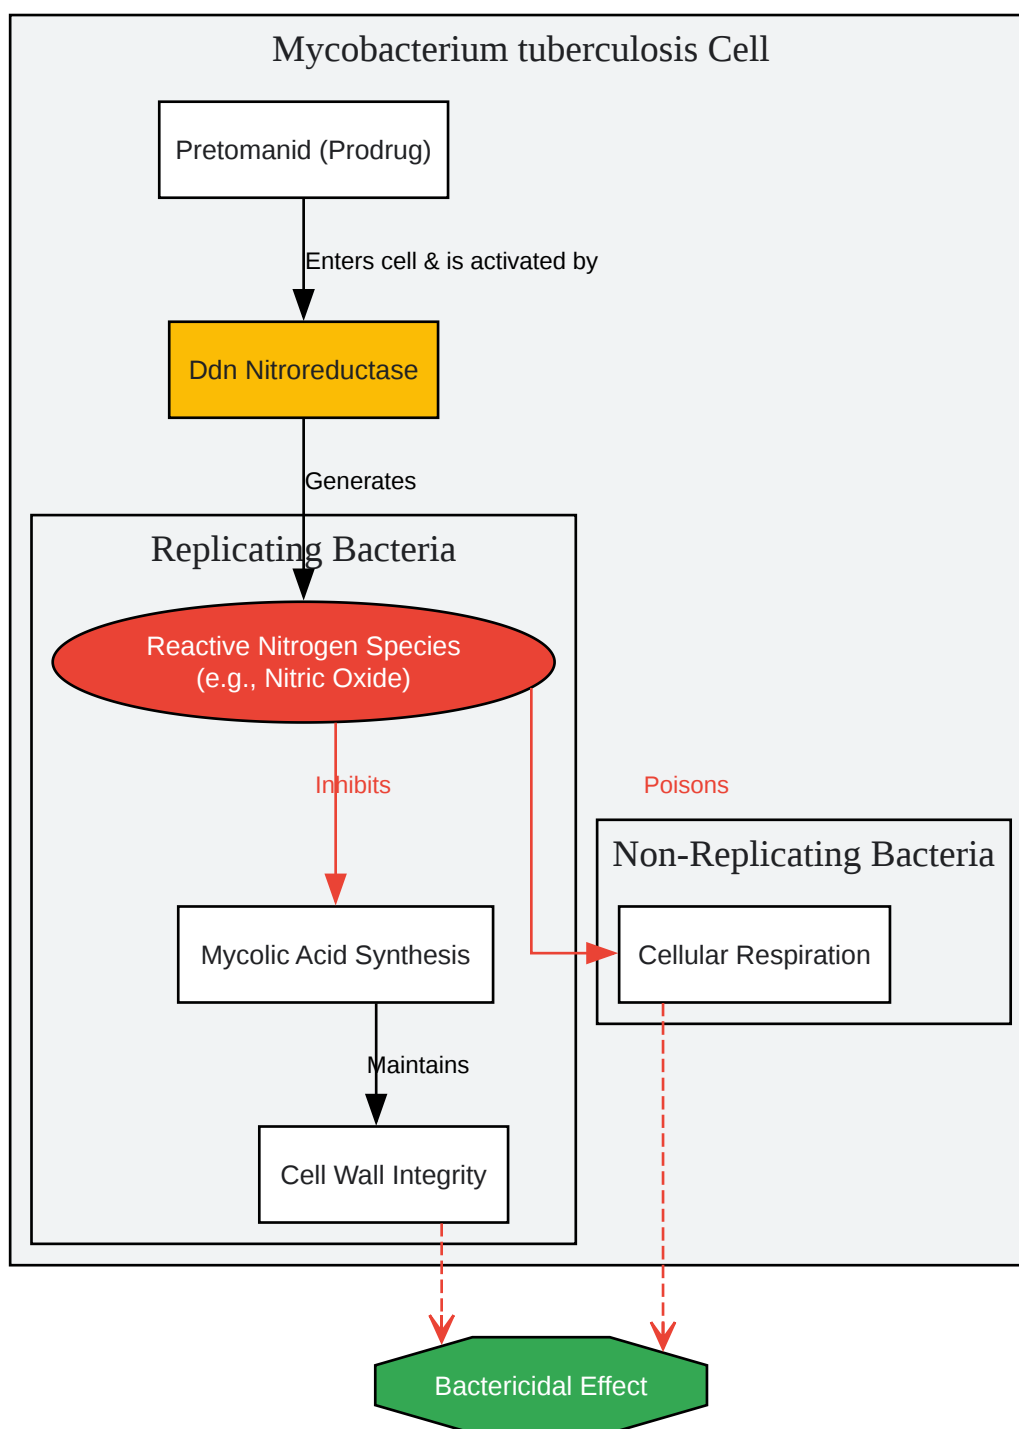 Mycobacterium tuberculosis Cell
Pretomanid (Prodrug)
Enters cell & is activated by
Ddn Nitroreductase
Generates
Replicating Bacteria
Reactive Nitrogen Species
(e.g., Nitric Oxide)
Inhibits
Poisons
Non-Replicating Bacteria
Mycolic Acid Synthesis
Cellular Respiration
Maintains
Cell Wall Integrity
Bactericidal Effect